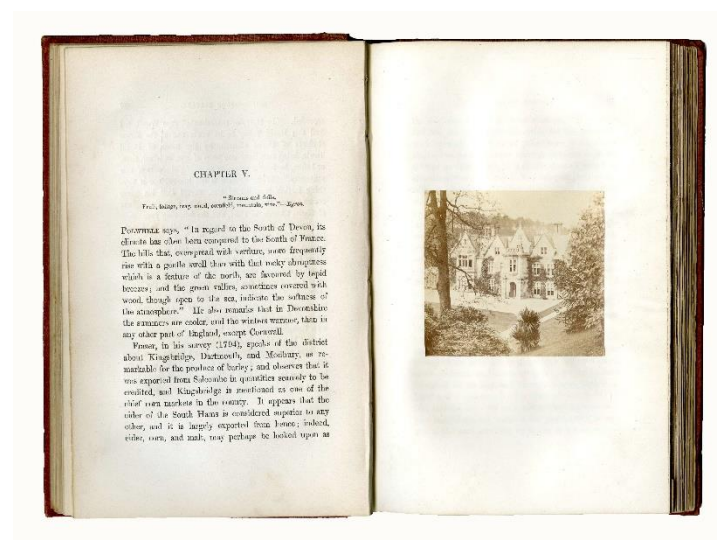 CHAPTER V.
" Streams and dells,
Fruit, foliage, crag, wood, cornfield, mountain, vine."—Byron.
Polwhele says, " In regard to the South of Devon, its
climate has often been compared to the South of France.
The hills that, overspread with verdure, more frequently
rise with a gentle swell than with that rocky abruptness
which is a feature of the north, are favoured by tepid
breezes; and the green vallies, sometimes covered with
wood, though open to the sea, indicate the softness of
the atmosphere." He also remarks that in Devonshire
the summers are cooler, and the winters warmer, than in
any other part of England, except Cornwall.
Fraser, in his survey (1794), speaks of the district
about Kingsbridge, Dartmouth, and Modbury, as re-
markable for the produce of barley; and observes that it
was exported from Salcombe in quantities scarcely to be
credited, and Kingsbridge is mentioned as one of the
chief corn markets in the county. It appears that the
cider of the South Hams is considered superior to any
other, and it is largely exported from hence; indeed,
cider, corn, and malt, may perhaps be looked upon as